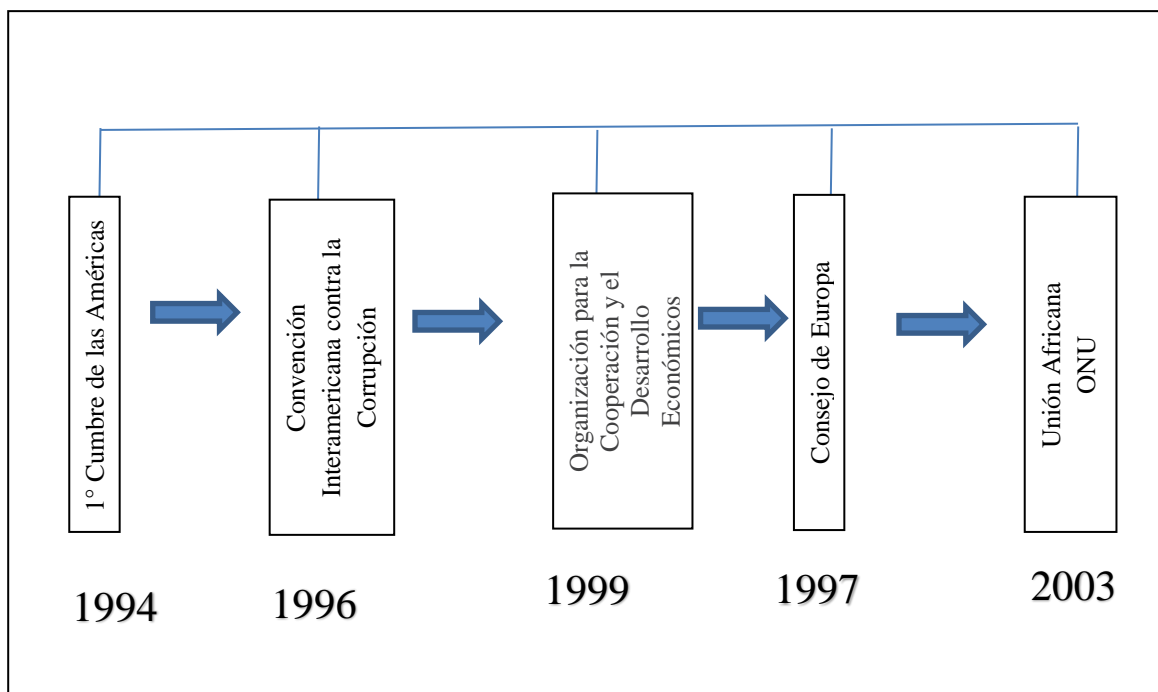 1° Cumbre de las Américas
Convención
Interamericana contra la
Corrupción
Organización para la
Cooperación y el
Desarrollo
Económicos
Consejo de Europa
Unión Africana
ONU
1994
1996
1999
1997
2003